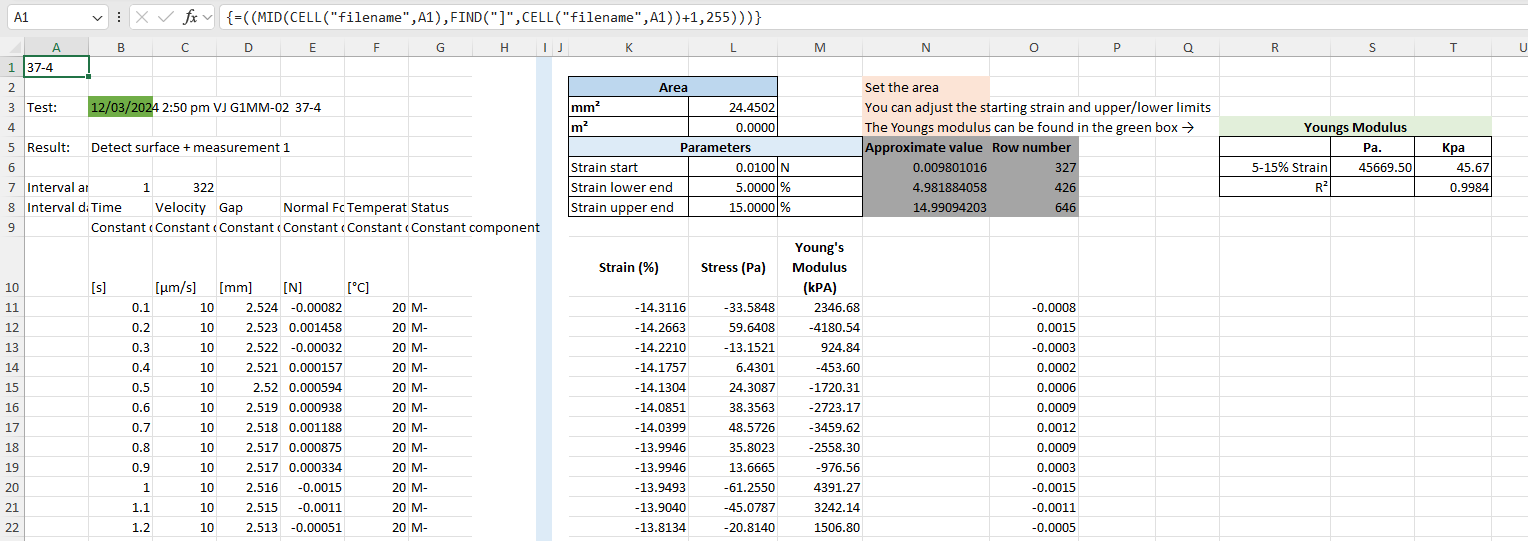 A1 fx {=((MID(CELL("filename",A1),FIND("]",CELL("filename",A1))+1,255)))}
A B C D E F G H I J K L M N O P Q R S T U
1 37-4
2 Area Set the area
3 Test: 12/03/2024 2:50 pm VJ G1MM-02 37-4 mm² 24.4502 You can adjust the starting strain and upper/lower limits
4 m² 0.0000 The Youngs modulus can be found in the green box → Youngs Modulus
5 Result: Detect surface + measurement 1 Parameters Approximate value Row number Pa. Kpa
6 Strain start 0.0100 N 0.009801016 327 5-15% Strain 45669.50 45.67
7 Interval ar 1 322 Strain lower end 5.0000 % 4.981884058 426 R² 0.9984
8 Interval da Time Velocity Gap Normal Fo Temperat Status Strain upper end 15.0000 % 14.99094203 646
9 Constant c Constant c Constant c Constant c Constant c Constant component
10 [s] [μm/s] [mm] [N] [°C] Strain (%) Stress (Pa) Young's Modulus (kPA)
11 0.1 10 2.524 -0.00082 20 M- -14.3116 -33.5848 2346.68 -0.0008
12 0.2 10 2.523 0.001458 20 M- -14.2663 59.6408 -4180.54 0.0015
13 0.3 10 2.522 -0.00032 20 M- -14.2210 -13.1521 924.84 -0.0003
14 0.4 10 2.521 0.000157 20 M- -14.1757 6.4301 -453.60 0.0002
15 0.5 10 2.52 0.000594 20 M- -14.1304 24.3087 -1720.31 0.0006
16 0.6 10 2.519 0.000938 20 M- -14.0851 38.3563 -2723.17 0.0009
17 0.7 10 2.518 0.001188 20 M- -14.0399 48.5726 -3459.62 0.0012
18 0.8 10 2.517 0.000875 20 M- -13.9946 35.8023 -2558.30 0.0009
19 0.9 10 2.517 0.000334 20 M- -13.9946 13.6665 -976.56 0.0003
20 1 10 2.516 -0.0015 20 M- -13.9493 -61.2550 4391.27 -0.0015
21 1.1 10 2.515 -0.0011 20 M- -13.9040 -45.0787 3242.14 -0.0011
22 1.2 10 2.513 -0.00051 20 M- -13.8134 -20.8140 1506.80 -0.0005